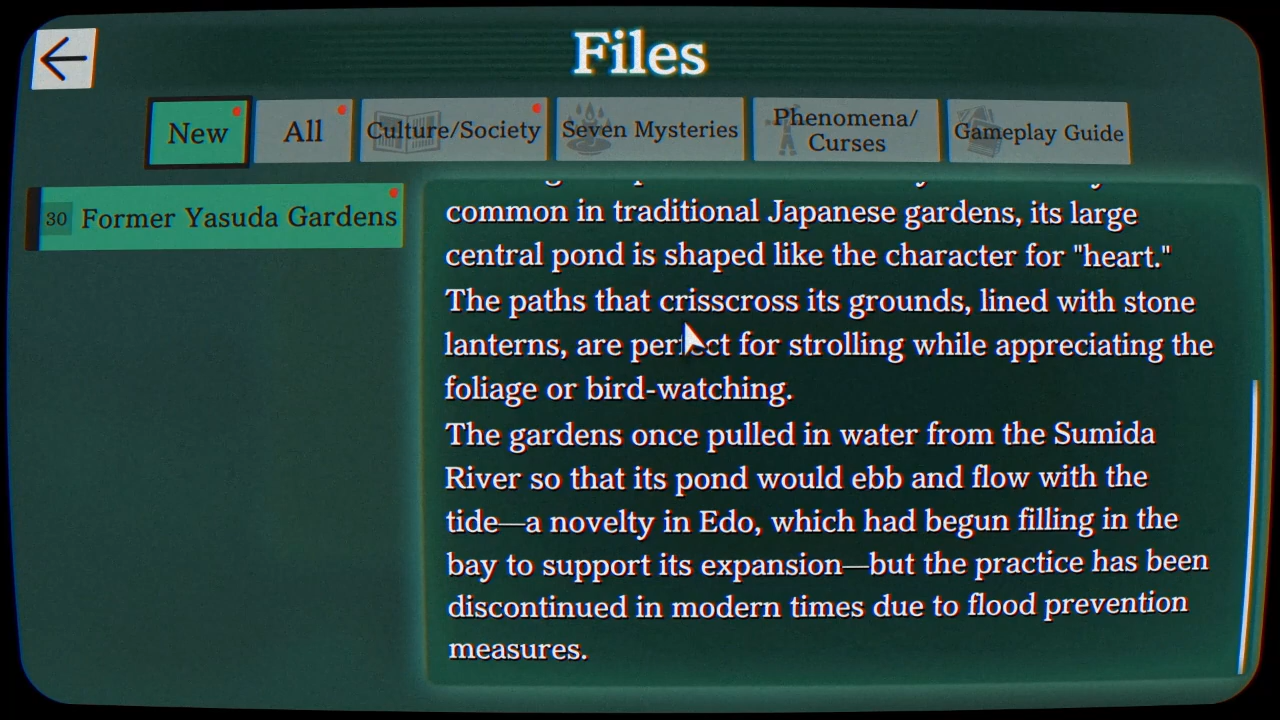 Files
New
All
Culture/Society
Seven Mysteries
Phenomena/
Curses
Gameplay Guide
30 Former Yasuda Gardens
common in traditional Japanese gardens, its large
central pond is shaped like the character for "heart."
The paths that crisscross its grounds, lined with stone
lanterns, are perfect for strolling while appreciating the
foliage or bird-watching.
The gardens once pulled in water from the Sumida
River so that its pond would ebb and flow with the
tide—a novelty in Edo, which had begun filling in the
bay to support its expansion—but the practice has been
discontinued in modern times due to flood prevention
measures.